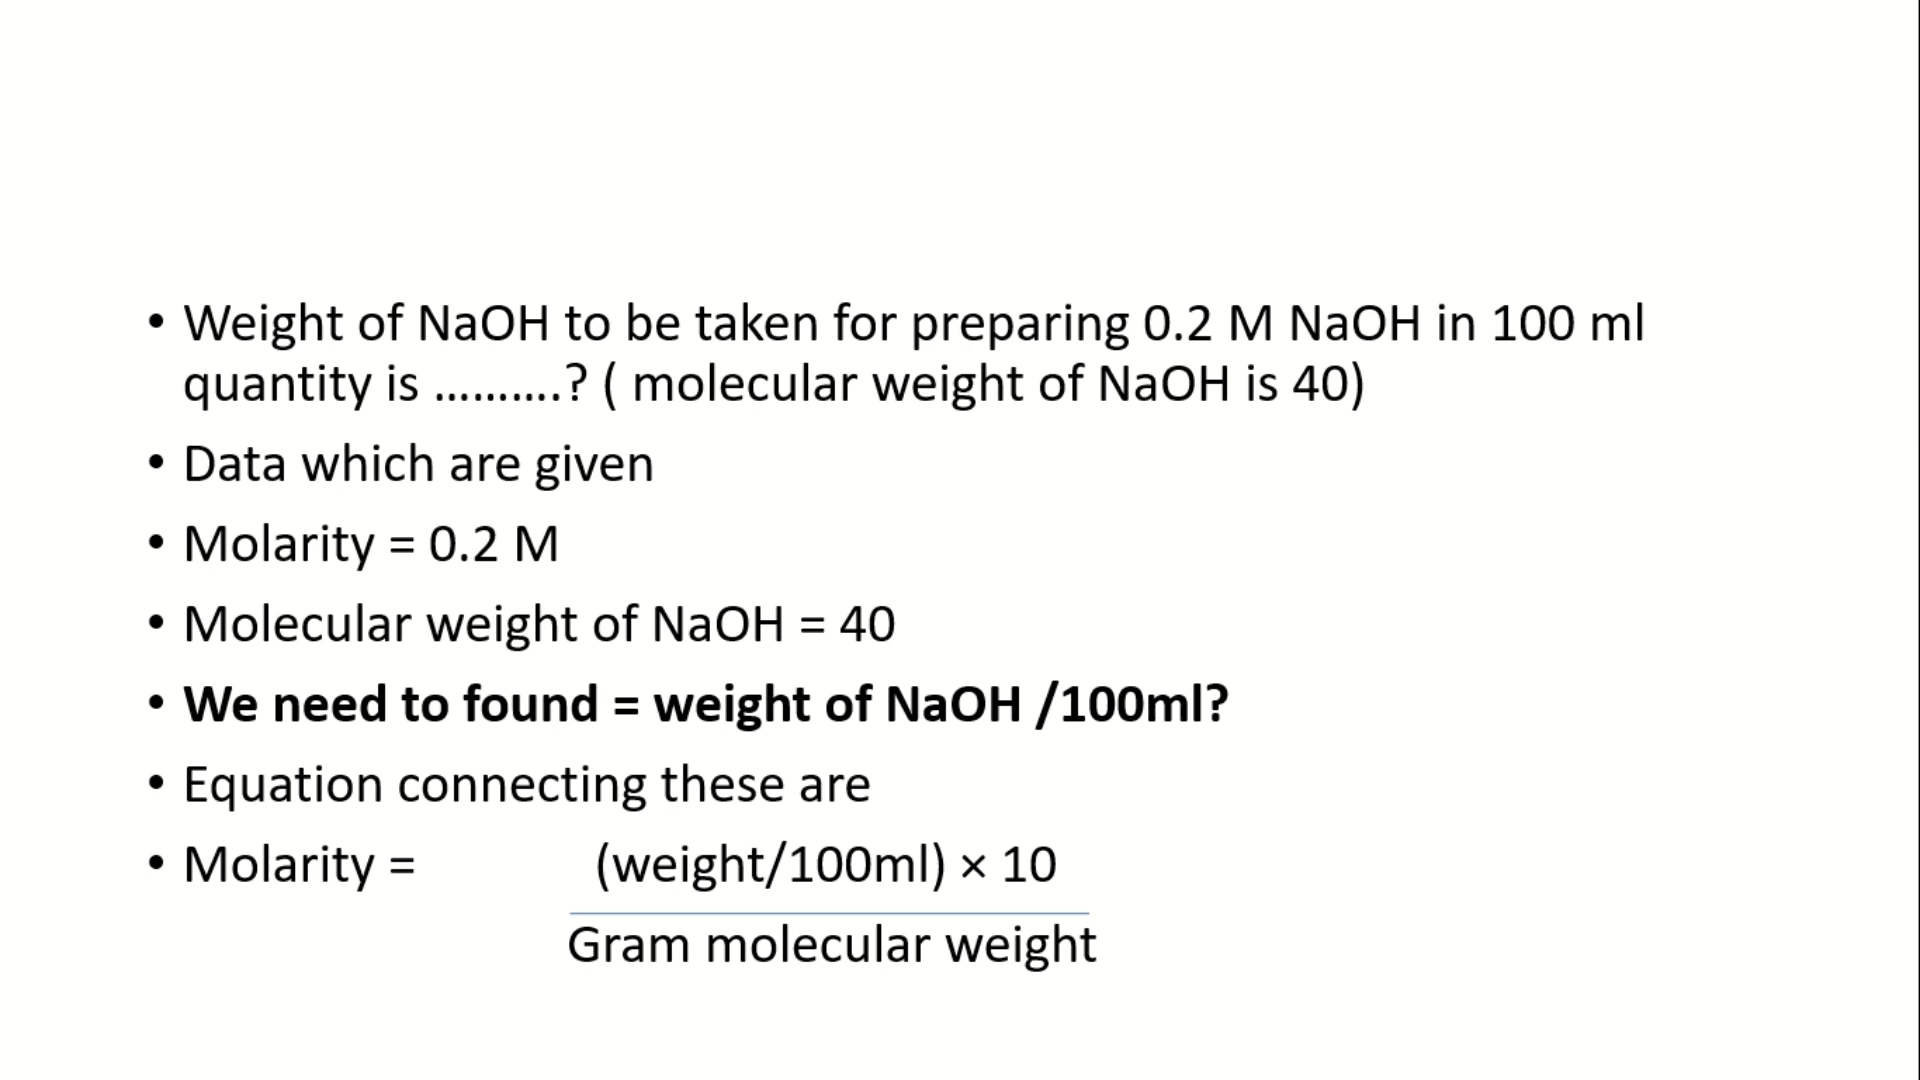 • Weight of NaOH to be taken for preparing 0.2 M NaOH in 100 ml
quantity is ……….? ( molecular weight of NaOH is 40)
• Data which are given
• Molarity = 0.2 M
• Molecular weight of NaOH = 40
• We need to found = weight of NaOH /100ml?
• Equation connecting these are
• Molarity = (weight/100ml) × 10
Gram molecular weight